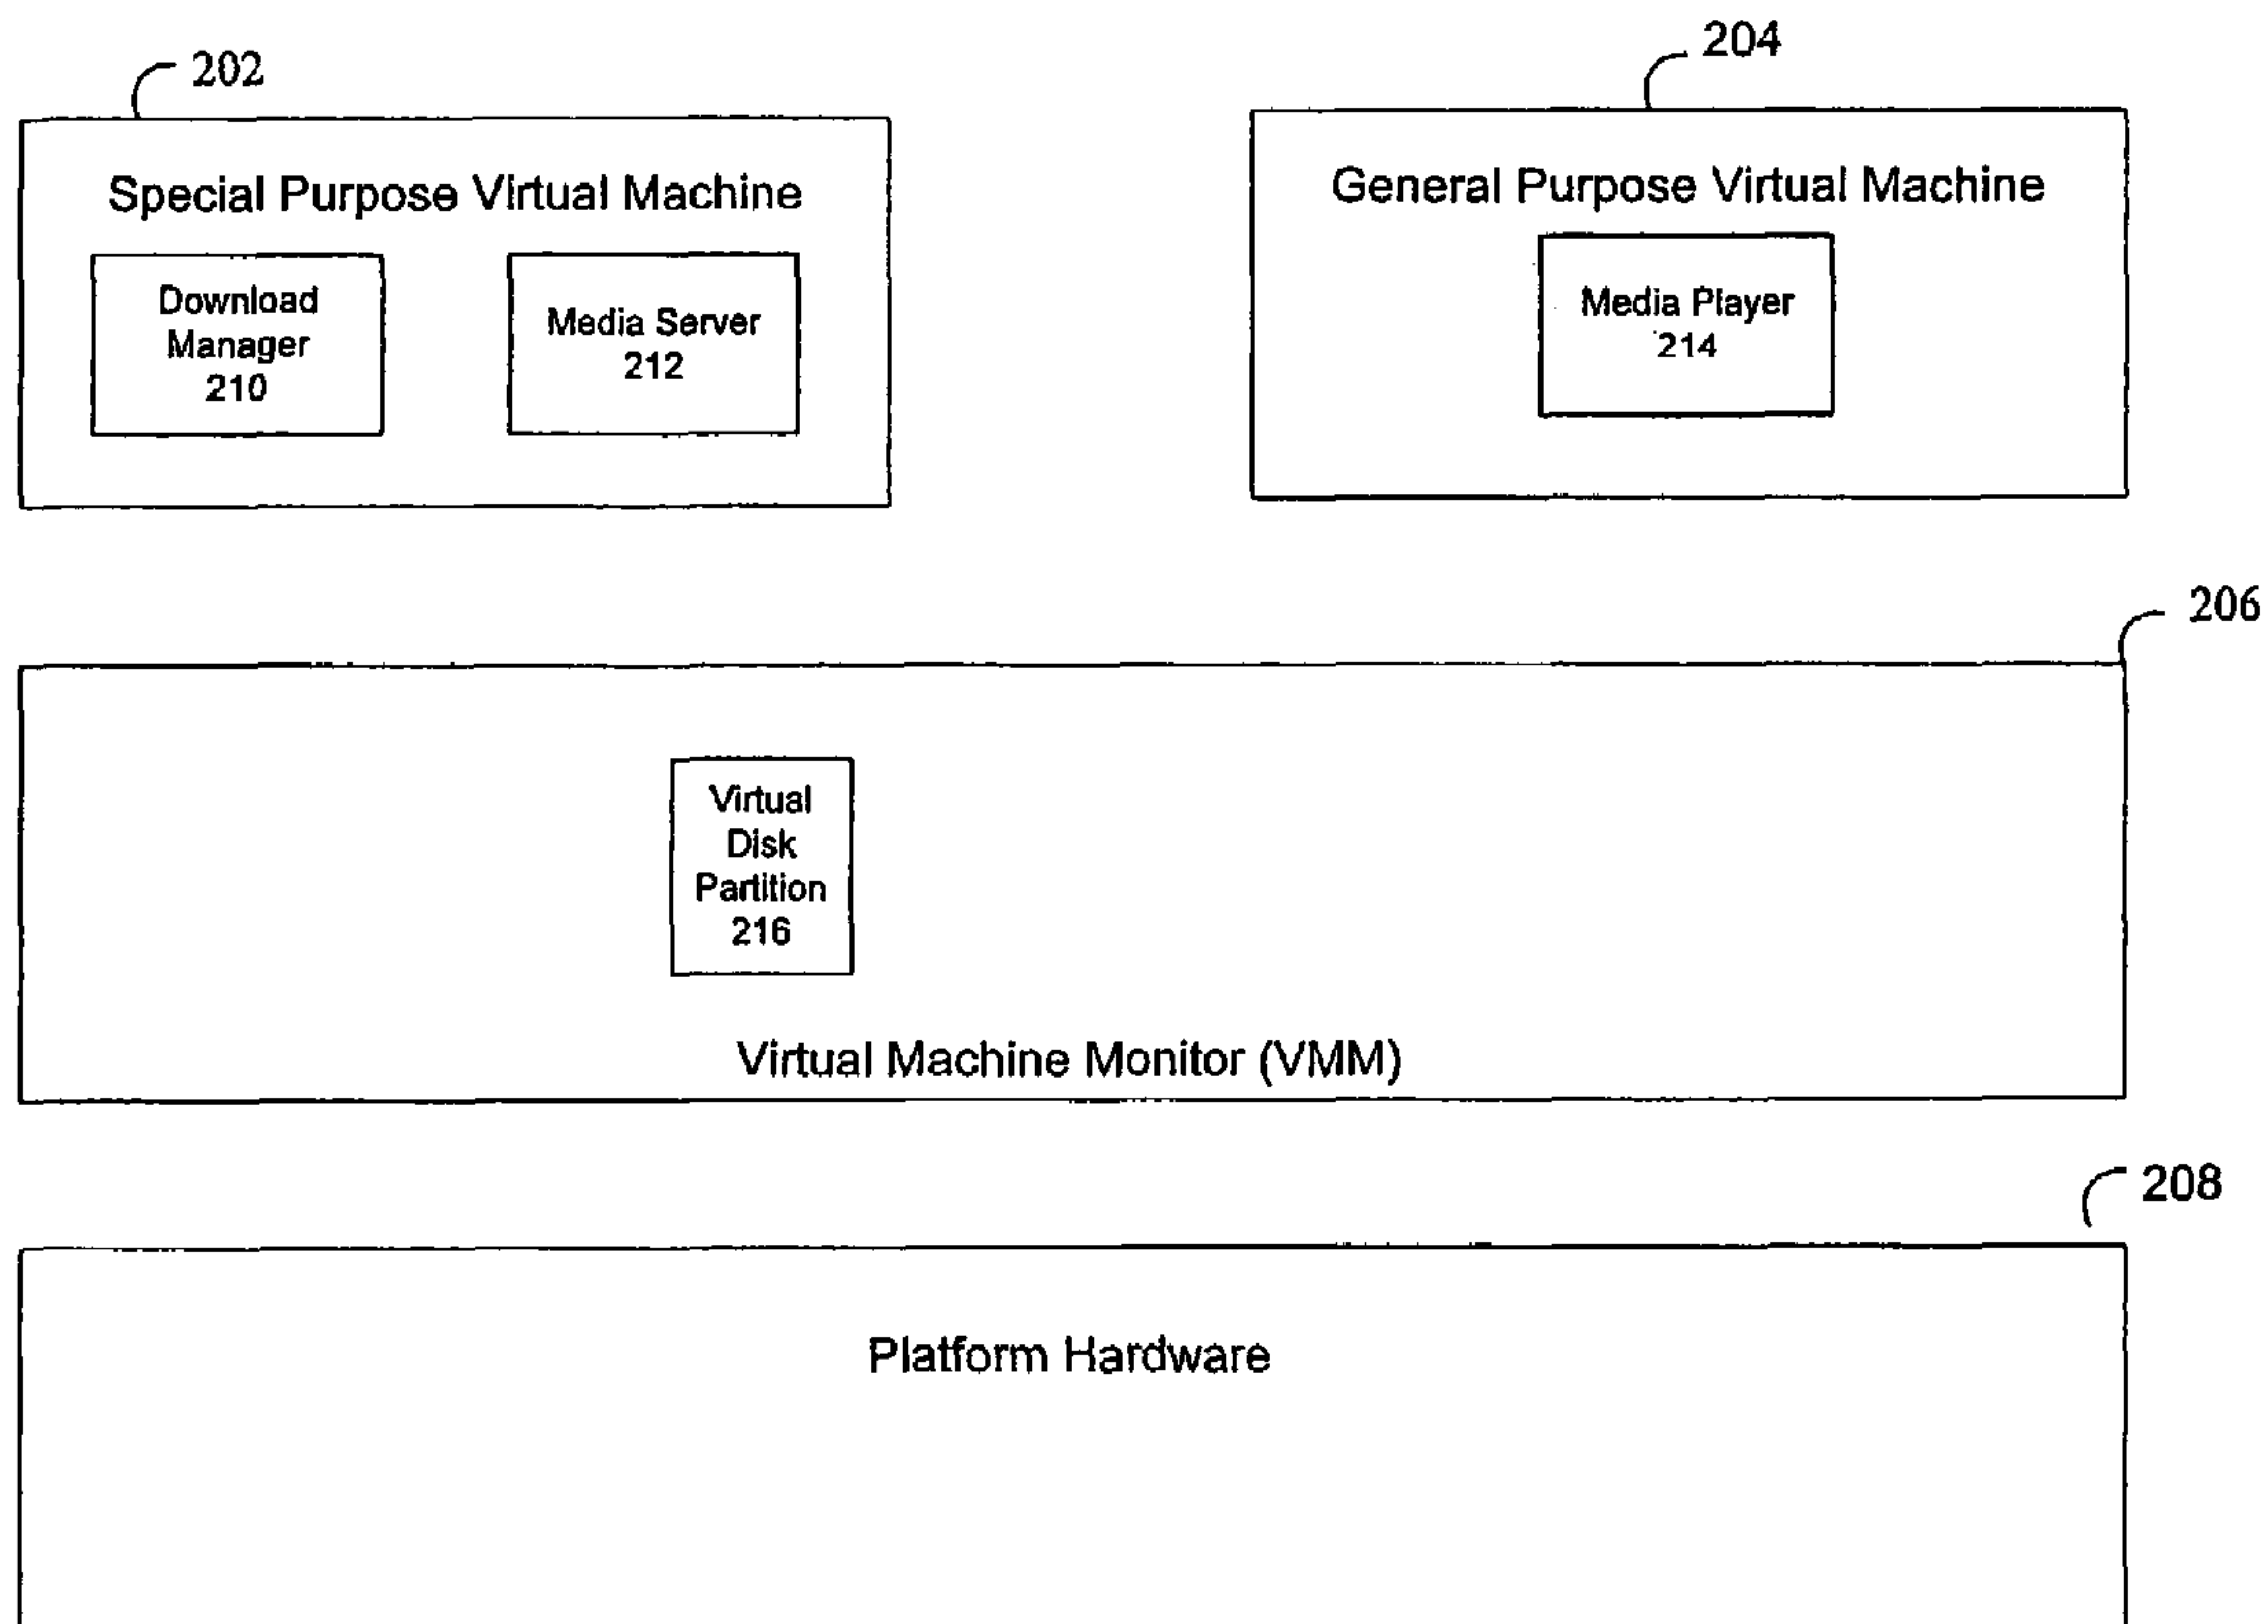 202
204
Special Purpose Virtual Machine
General Purpose Virtual Machine
Download
Manager
210
Media Server
212
Media Player
214
206
Virtual
Disk
Partition
216
Virtual Machine Monitor (VMM)
208
Platform Hardware